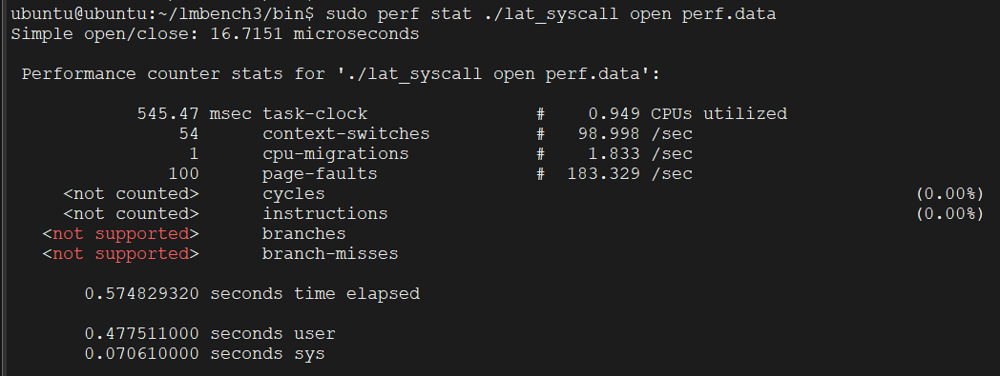 ubuntu@ubuntu:~/lmbench3/bin$ sudo perf stat ./lat_syscall open perf.data
Simple open/close: 16.7151 microseconds
Performance counter stats for './lat_syscall open perf.data':
545.47 msec task-clock # 0.949 CPUs utilized
54 context-switches # 98.998 /sec
1 cpu-migrations # 1.833 /sec
100 page-faults # 183.329 /sec
<not counted> cycles (0.00%)
<not counted> instructions (0.00%)
<not supported> branches
<not supported> branch-misses
0.574829320 seconds time elapsed
0.477511000 seconds user
0.070610000 seconds sys